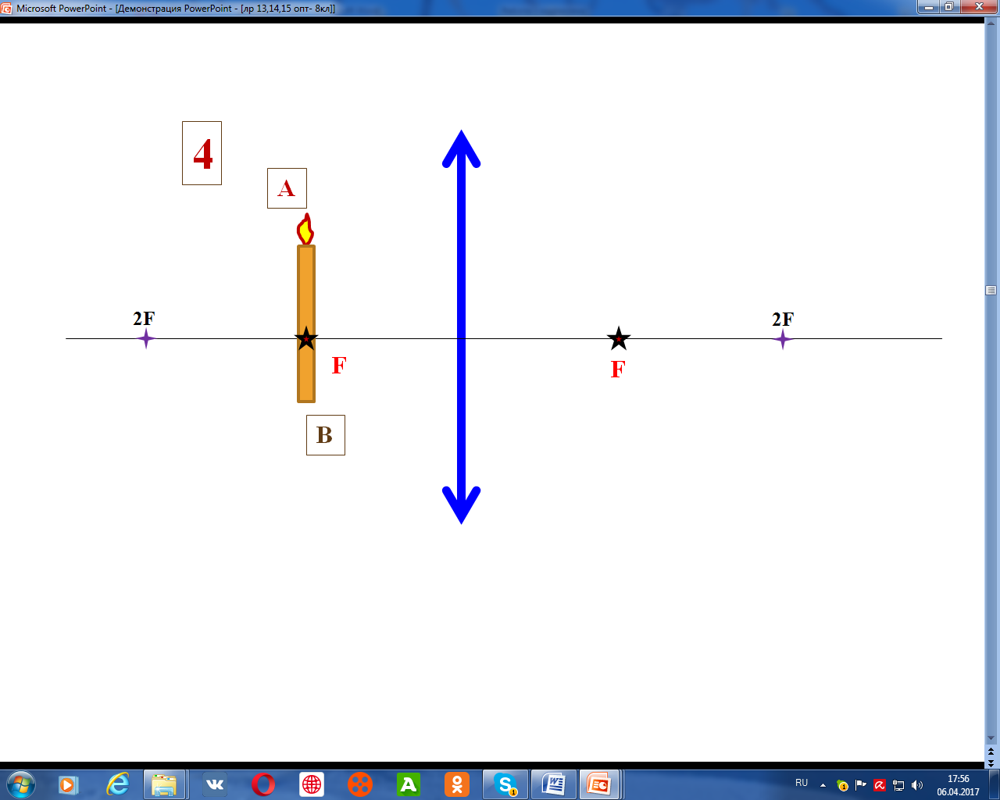 Microsoft PowerPoint - [Демонстрация PowerPoint - [лр 13,14,15 опт- 8кл]]
4
A
2F
2F
F
F
B
RU
17:56
06.04.2017